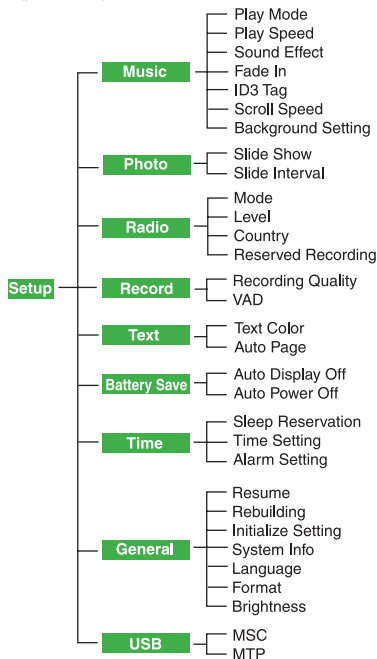 Setup
Music
Play Mode
Play Speed
Sound Effect
Fade In
ID3 Tag
Scroll Speed
Background Setting
Photo
Slide Show
Slide Interval
Radio
Mode
Level
Country
Reserved Recording
Record
Recording Quality
VAD
Text
Text Color
Auto Page
Battery Save
Auto Display Off
Auto Power Off
Time
Sleep Reservation
Time Setting
Alarm Setting
General
Resume
Rebuilding
Initialize Setting
System Info
Language
Format
Brightness
USB
MSC
MTP